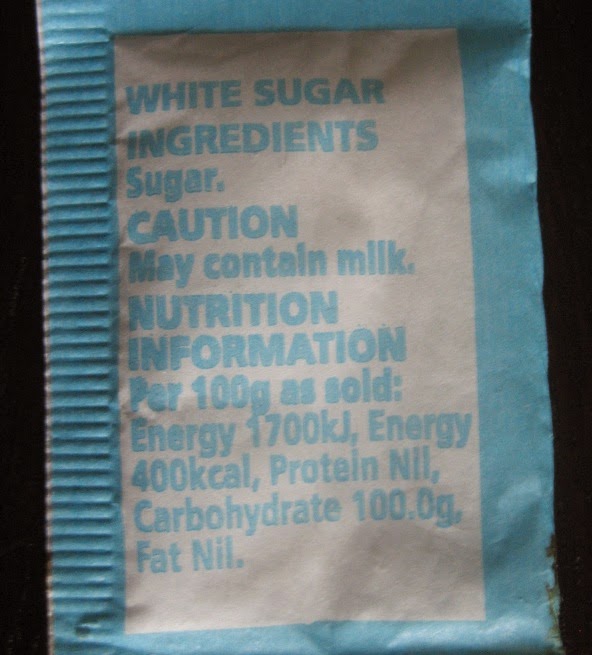 WHITE SUGAR
INGREDIENTS
Sugar.
CAUTION
May contain milk.
NUTRITION
INFORMATION
Per 100g as sold:
Energy 1700kJ, Energy
400kcal, Protein Nil,
Carbohydrate 100.0g,
Fat Nil.